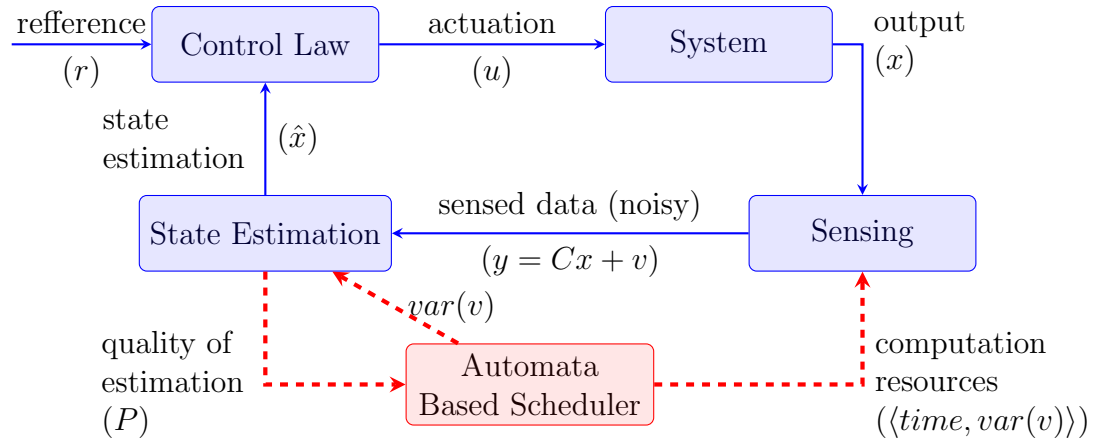 refference
(r)
Control Law
actuation
(u)
System
output
(x)
state
estimation
(x̂)
State Estimation
sensed data (noisy)
(y = Cx + v)
Sensing
var(v)
quality of
estimation
(P)
Automata
Based Scheduler
computation
resources
(⟨time, var(v)⟩)